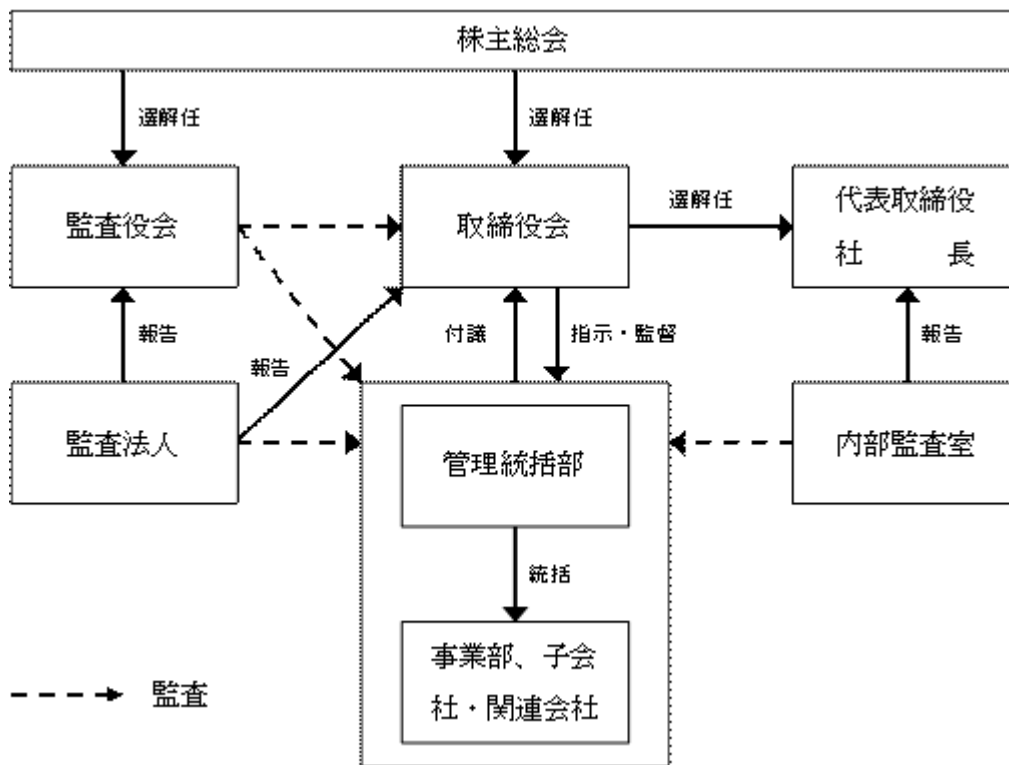 株主総会
選解任
選解任
監査役会
取締役会
選解任
代表取締役
社長
報告
報告
付議
指示・監督
報告
監査法人
管理統括部
内部監査室
統括
事業部、子会
社・関連会社
監査